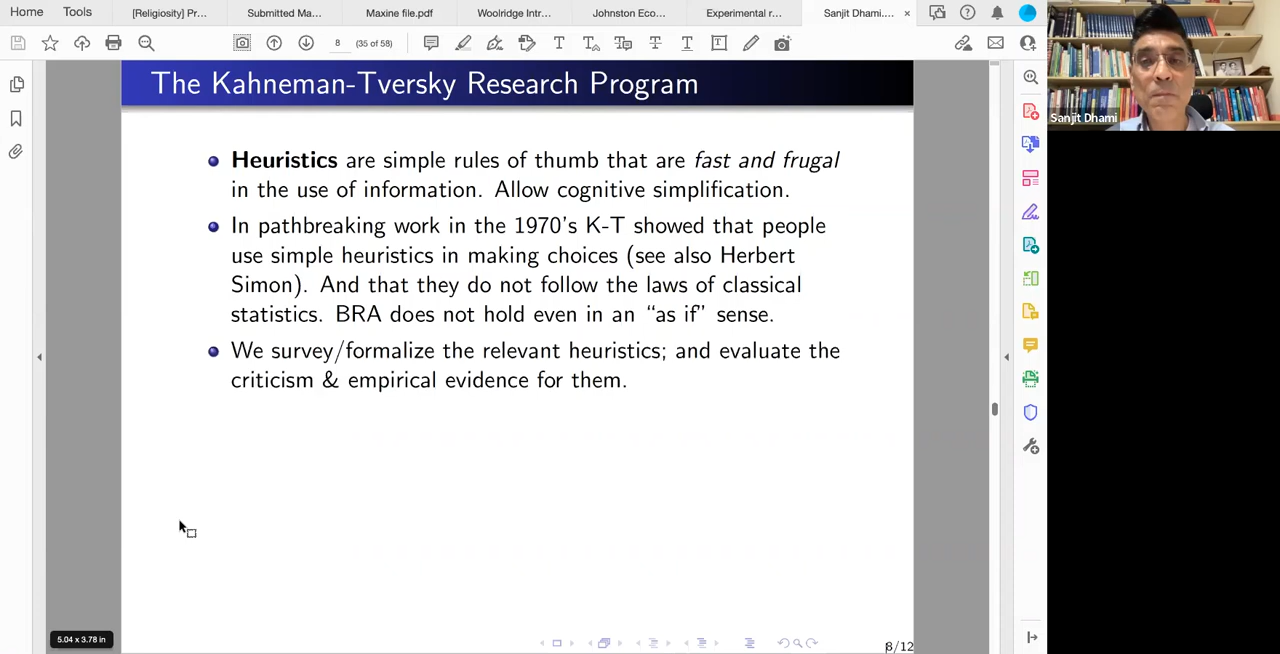 Home Tools [Religiosity] Pr... Submitted Ma... Maxine file.pdf Woolridge Intr... Johnston Eco... Experimental r... Sanjit Dhami.... ×
8 (35 of 58)
The Kahneman-Tversky Research Program
Sanjit Dhami
Heuristics are simple rules of thumb that are fast and frugal
in the use of information. Allow cognitive simplification.
In pathbreaking work in the 1970's K-T showed that people
use simple heuristics in making choices (see also Herbert
Simon). And that they do not follow the laws of classical
statistics. BRA does not hold even in an “as if” sense.
We survey/formalize the relevant heuristics; and evaluate the
criticism & empirical evidence for them.
5.04 x 3.78 in
8/12